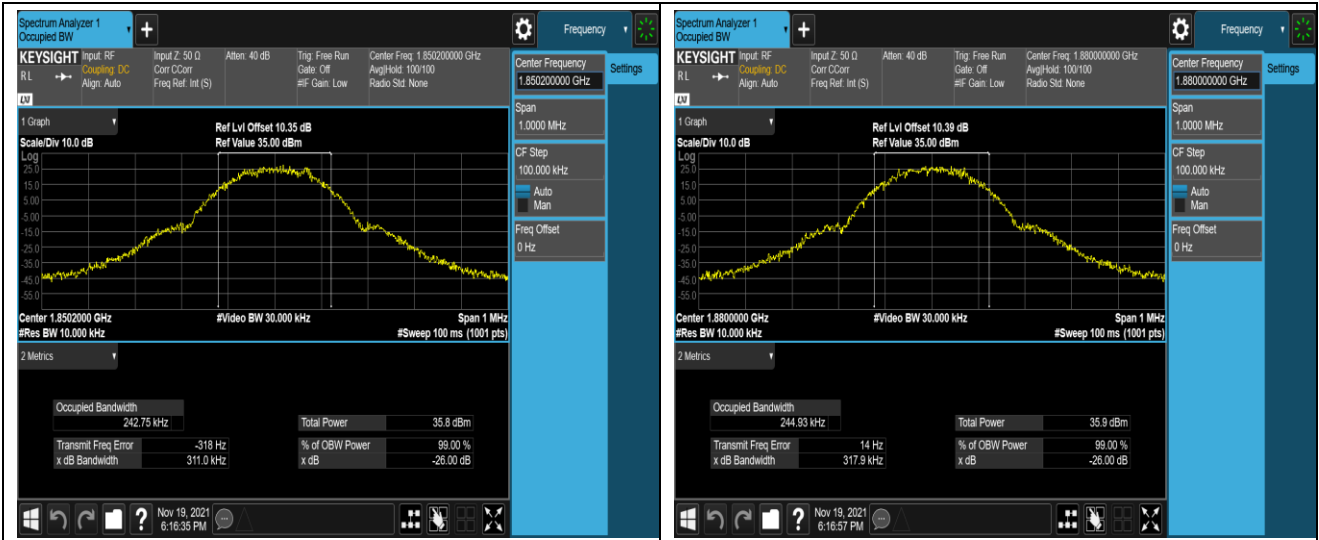 Spectrum Analyzer 1
Occupied BW
+
Frequency
KEYSIGHT
Input: RF
Input Z: 50 Ω
Atten: 40 dB
Trig: Free Run
Center Freq: 1.850200000 GHz
Coupling: DC
Corr CCorr
Gate: Off
Avg|Hold: 100/100
RL
Align: Auto
Freq Ref: Int (S)
#IF Gain: Low
Radio Std: None
LXI
Center Frequency
1.850200000 GHz
Settings
Span
1.0000 MHz
CF Step
100.000 kHz
Auto
Man
Freq Offset
0 Hz
1 Graph
Ref Lvl Offset 10.35 dB
Scale/Div 10.0 dB
Ref Value 35.00 dBm
Log
25.0
15.0
5.00
-5.00
-15.0
-25.0
-35.0
-45.0
-55.0
Center 1.8502000 GHz
#Video BW 30.000 kHz
Span 1 MHz
#Res BW 10.000 kHz
#Sweep 100 ms (1001 pts)
2 Metrics
Occupied Bandwidth
242.75 kHz
Total Power
35.8 dBm
Transmit Freq Error
-318 Hz
% of OBW Power
99.00 %
x dB Bandwidth
311.0 kHz
x dB
-26.00 dB
?
Nov 19, 2021
6:16:35 PM
Spectrum Analyzer 1
Occupied BW
+
Frequency
KEYSIGHT
Input: RF
Input Z: 50 Ω
Atten: 40 dB
Trig: Free Run
Center Freq: 1.880000000 GHz
Coupling: DC
Corr CCorr
Gate: Off
Avg|Hold: 100/100
RL
Align: Auto
Freq Ref: Int (S)
#IF Gain: Low
Radio Std: None
LXI
Center Frequency
1.880000000 GHz
Settings
Span
1.0000 MHz
CF Step
100.000 kHz
Auto
Man
Freq Offset
0 Hz
1 Graph
Ref Lvl Offset 10.39 dB
Scale/Div 10.0 dB
Ref Value 35.00 dBm
Log
25.0
15.0
5.00
-5.00
-15.0
-25.0
-35.0
-45.0
-55.0
Center 1.8800000 GHz
#Video BW 30.000 kHz
Span 1 MHz
#Res BW 10.000 kHz
#Sweep 100 ms (1001 pts)
2 Metrics
Occupied Bandwidth
244.93 kHz
Total Power
35.9 dBm
Transmit Freq Error
14 Hz
% of OBW Power
99.00 %
x dB Bandwidth
317.9 kHz
x dB
-26.00 dB
?
Nov 19, 2021
6:16:57 PM